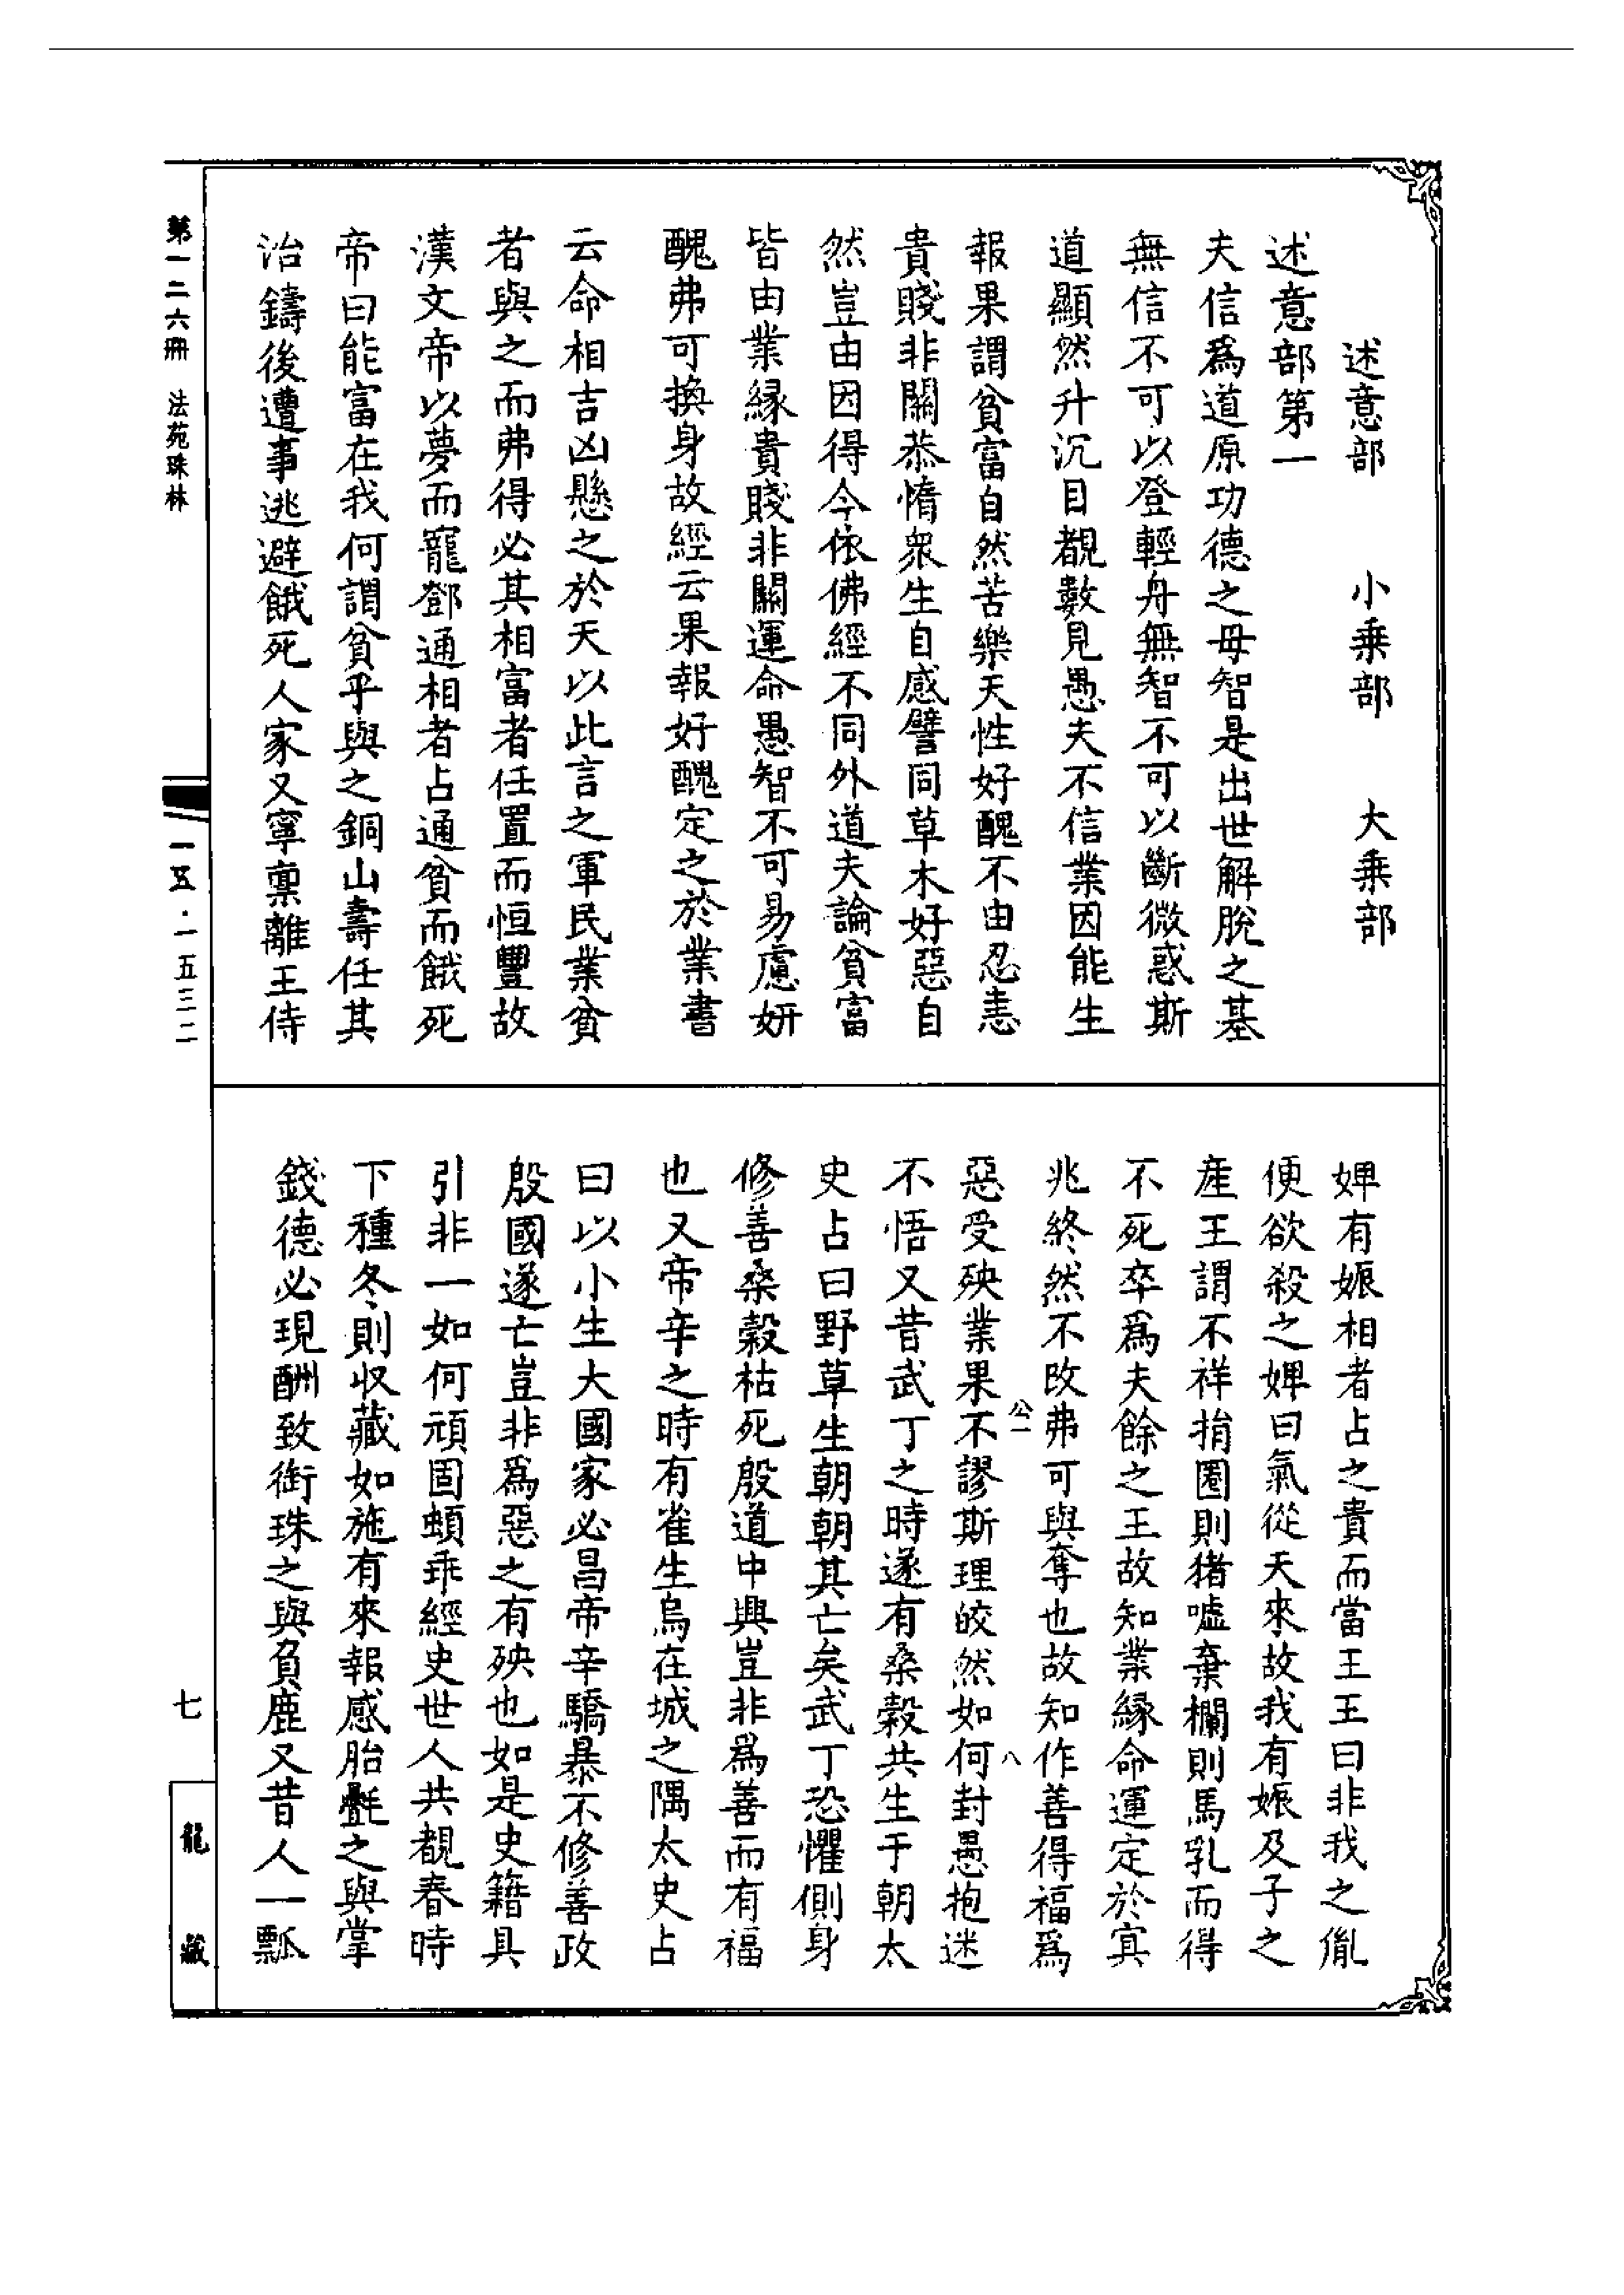 述意部　小乘部　大乘部
述意部第一
夫信爲道原功德之母智是出世解脫之基
無信不可以登輕舟無智不可以斷微惑斯
道顯然升沉目覩數見愚夫不信業因能生
報果謂貧富自然苦樂天性好醜不由忍恚
貴賤非關恭惰衆生自感譬同草木好惡自
然豈由因得今依佛經不同外道夫論貧富
皆由業緣貴賤非關運命愚智不可易慮妍
醜弗可換身故經云果報好醜定之於業書
云命相吉凶懸之於天以此言之軍民業貧
者與之而弗得必其相富者任置而恒豐故
漢文帝以夢而寵鄧通相者占通貧而餓死
帝曰能富在我何謂貧乎與之銅山壽任其
冶鑄後遭事逃避餓死人家又寧禀離王侍
婢有娠相者占之貴而當王王曰非我之胤
便欲殺之婢曰氣從天來故我有娠及子之
產王謂不祥捐圂則猪噓棄欄則馬乳而得
不死卒爲夫餘之王故知業緣命運定於冥
兆終然不改弗可與奪也故知作善得福爲
惡受殃業果不謬斯理皎然如何封愚抱迷
公一
八
不悟又昔武丁之時遂有桑穀共生于朝太
史占曰野草生朝朝其亡矣武丁恐懼側身
修善桑穀枯死殷道中興豈非爲善而有福
也又帝辛之時有雀生烏在城之隅太史占
曰以小生大國家必昌帝辛驕暴不修善政
殷國遂亡豈非爲惡之有殃也如是史籍具
引非一如何頑固蝢乖經史世人共覩春時
下種冬則收藏如施有來報感胎㲲之與掌
錢德必現酬致銜珠之與負鹿又昔人一瓢
第一二六冊　法苑珠林
一五·一五三二
七
龍藏